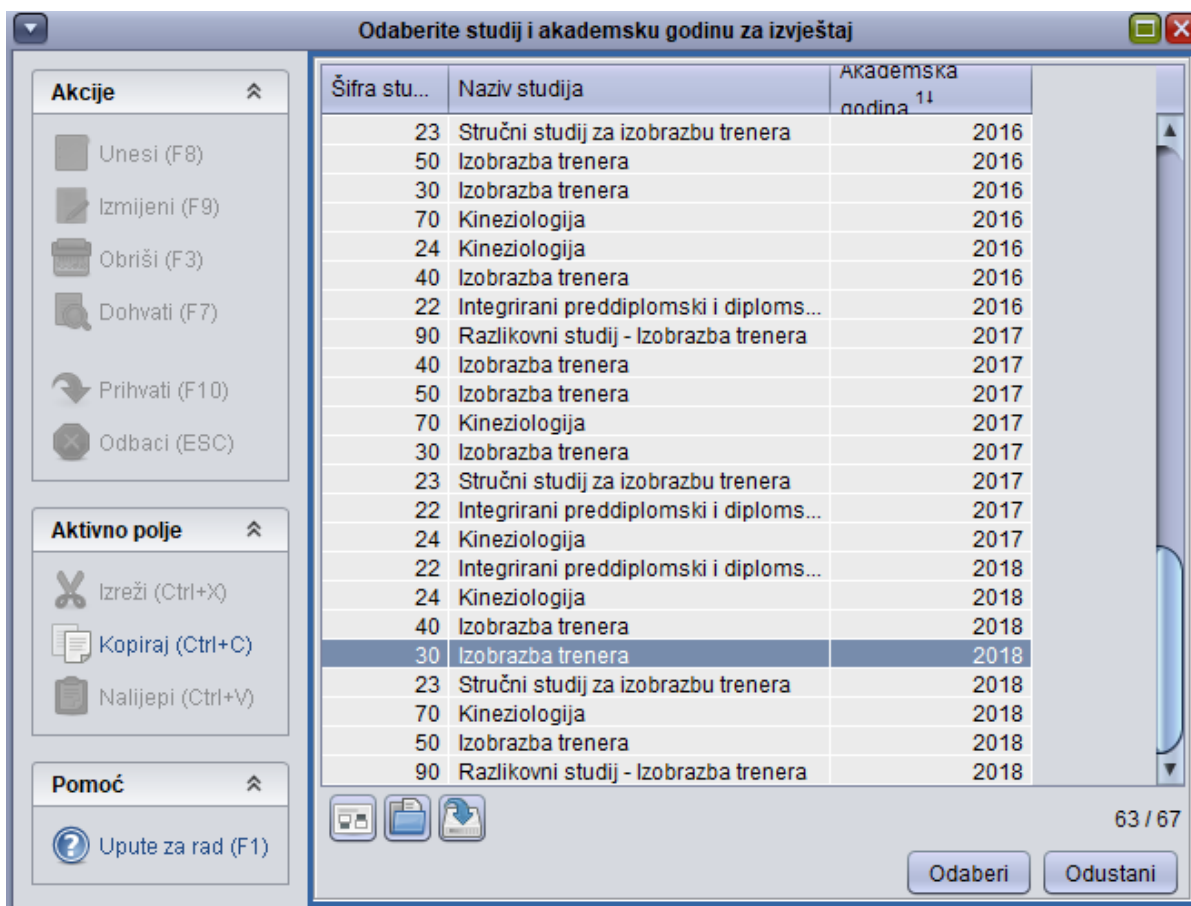 Odaberite studij i akademsku godinu za izvještaj
Akcije
Unesi (F8)
Izmijeni (F9)
Obriši (F3)
Dohvati (F7)
Prihvati (F10)
Odbaci (ESC)
Aktivno polje
Izreži (Ctrl+X)
Kopiraj (Ctrl+C)
Nalijepi (Ctrl+V)
Pomoć
Upute za rad (F1)
Šifra stu... Naziv studija Akademska godina 1↓
23 Stručni studij za izobrazbu trenera 2016
50 Izobrazba trenera 2016
30 Izobrazba trenera 2016
70 Kineziologija 2016
24 Kineziologija 2016
40 Izobrazba trenera 2016
22 Integrirani preddiplomski i diploms... 2016
90 Razlikovni studij - Izobrazba trenera 2017
40 Izobrazba trenera 2017
50 Izobrazba trenera 2017
70 Kineziologija 2017
30 Izobrazba trenera 2017
23 Stručni studij za izobrazbu trenera 2017
22 Integrirani preddiplomski i diploms... 2017
24 Kineziologija 2017
22 Integrirani preddiplomski i diploms... 2018
24 Kineziologija 2018
40 Izobrazba trenera 2018
30 Izobrazba trenera 2018
23 Stručni studij za izobrazbu trenera 2018
70 Kineziologija 2018
50 Izobrazba trenera 2018
90 Razlikovni studij - Izobrazba trenera 2018
63 / 67
Odaberi Odustani